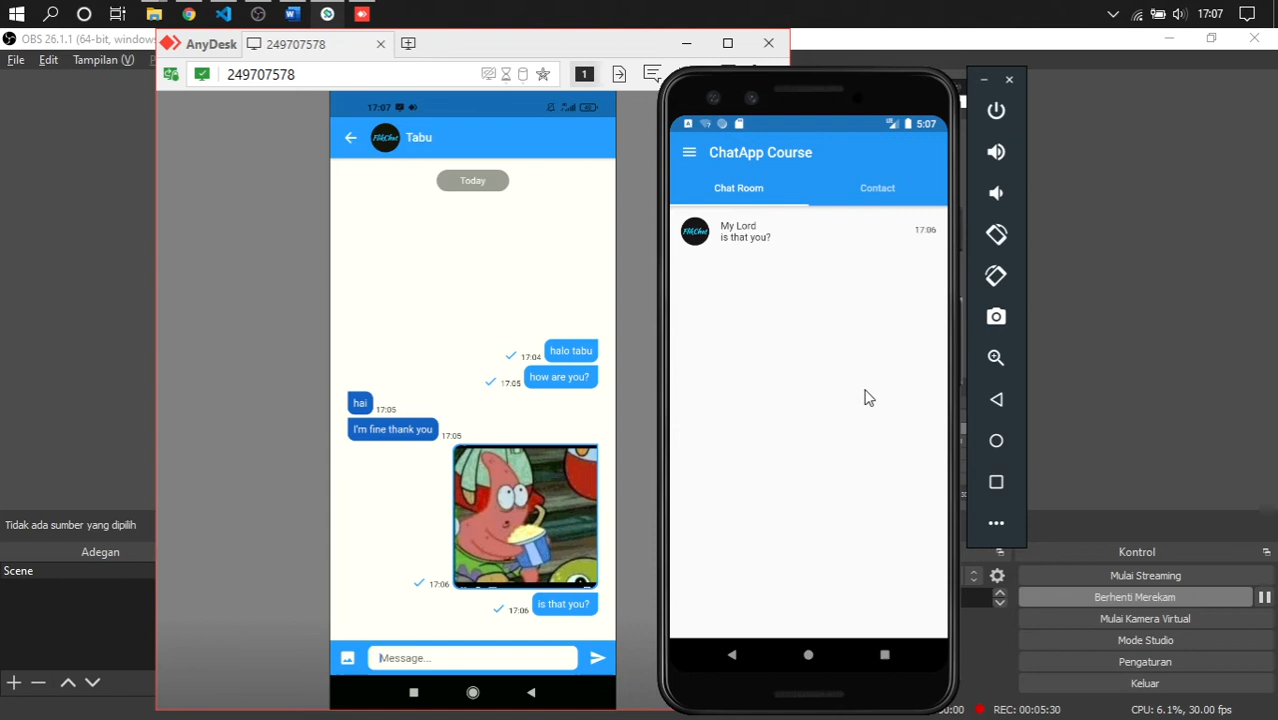 17:07
OBS 26.1.1 (64-bit, windows
File Edit Tampilan (V)
AnyDesk
249707578
249707578
1
17:07
FlkChat
Tabu
Today
17:04 halo tabu
17:05 how are you?
hai 17:05
I'm fine thank you 17:05
17:06
17:06 is that you?
Message...
5:07
ChatApp Course
Chat Room Contact
FlkChat
My Lord
is that you?
17:06
Tidak ada sumber yang dipilih
Adegan
Scene
Kontrol
Mulai Streaming
Berhenti Merekam
Mulai Kamera Virtual
Mode Studio
Pengaturan
Keluar
REC: 00:05:30
CPU: 6.1%, 30.00 fps